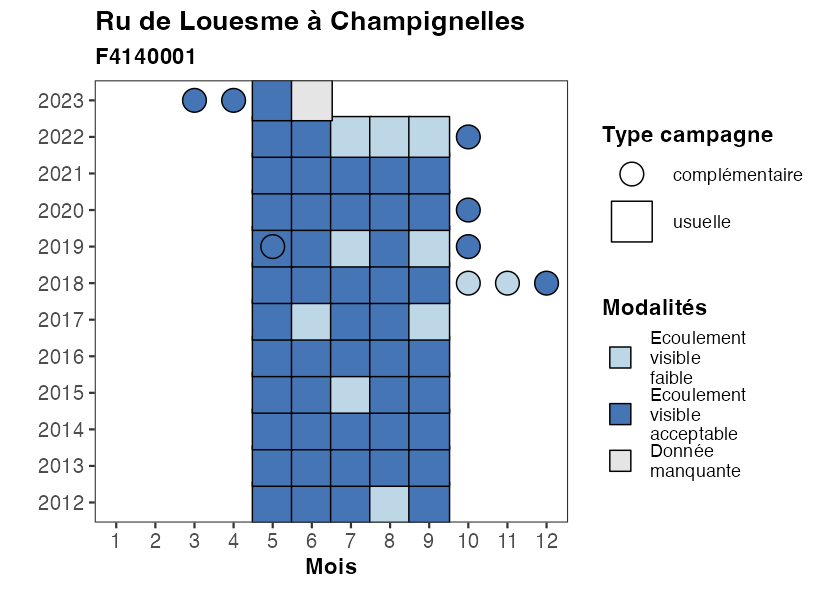 Ru de Louesme à Champignelles
F4140001
2023
2022
2021
2020
2019
2018
2017
2016
2015
2014
2013
2012
1 2 3 4 5 6 7 8 9 10 11 12
Mois
Type campagne
complémentaire
usuelle
Modalités
Ecoulement
visible
faible
Ecoulement
visible
acceptable
Donnée
manquante